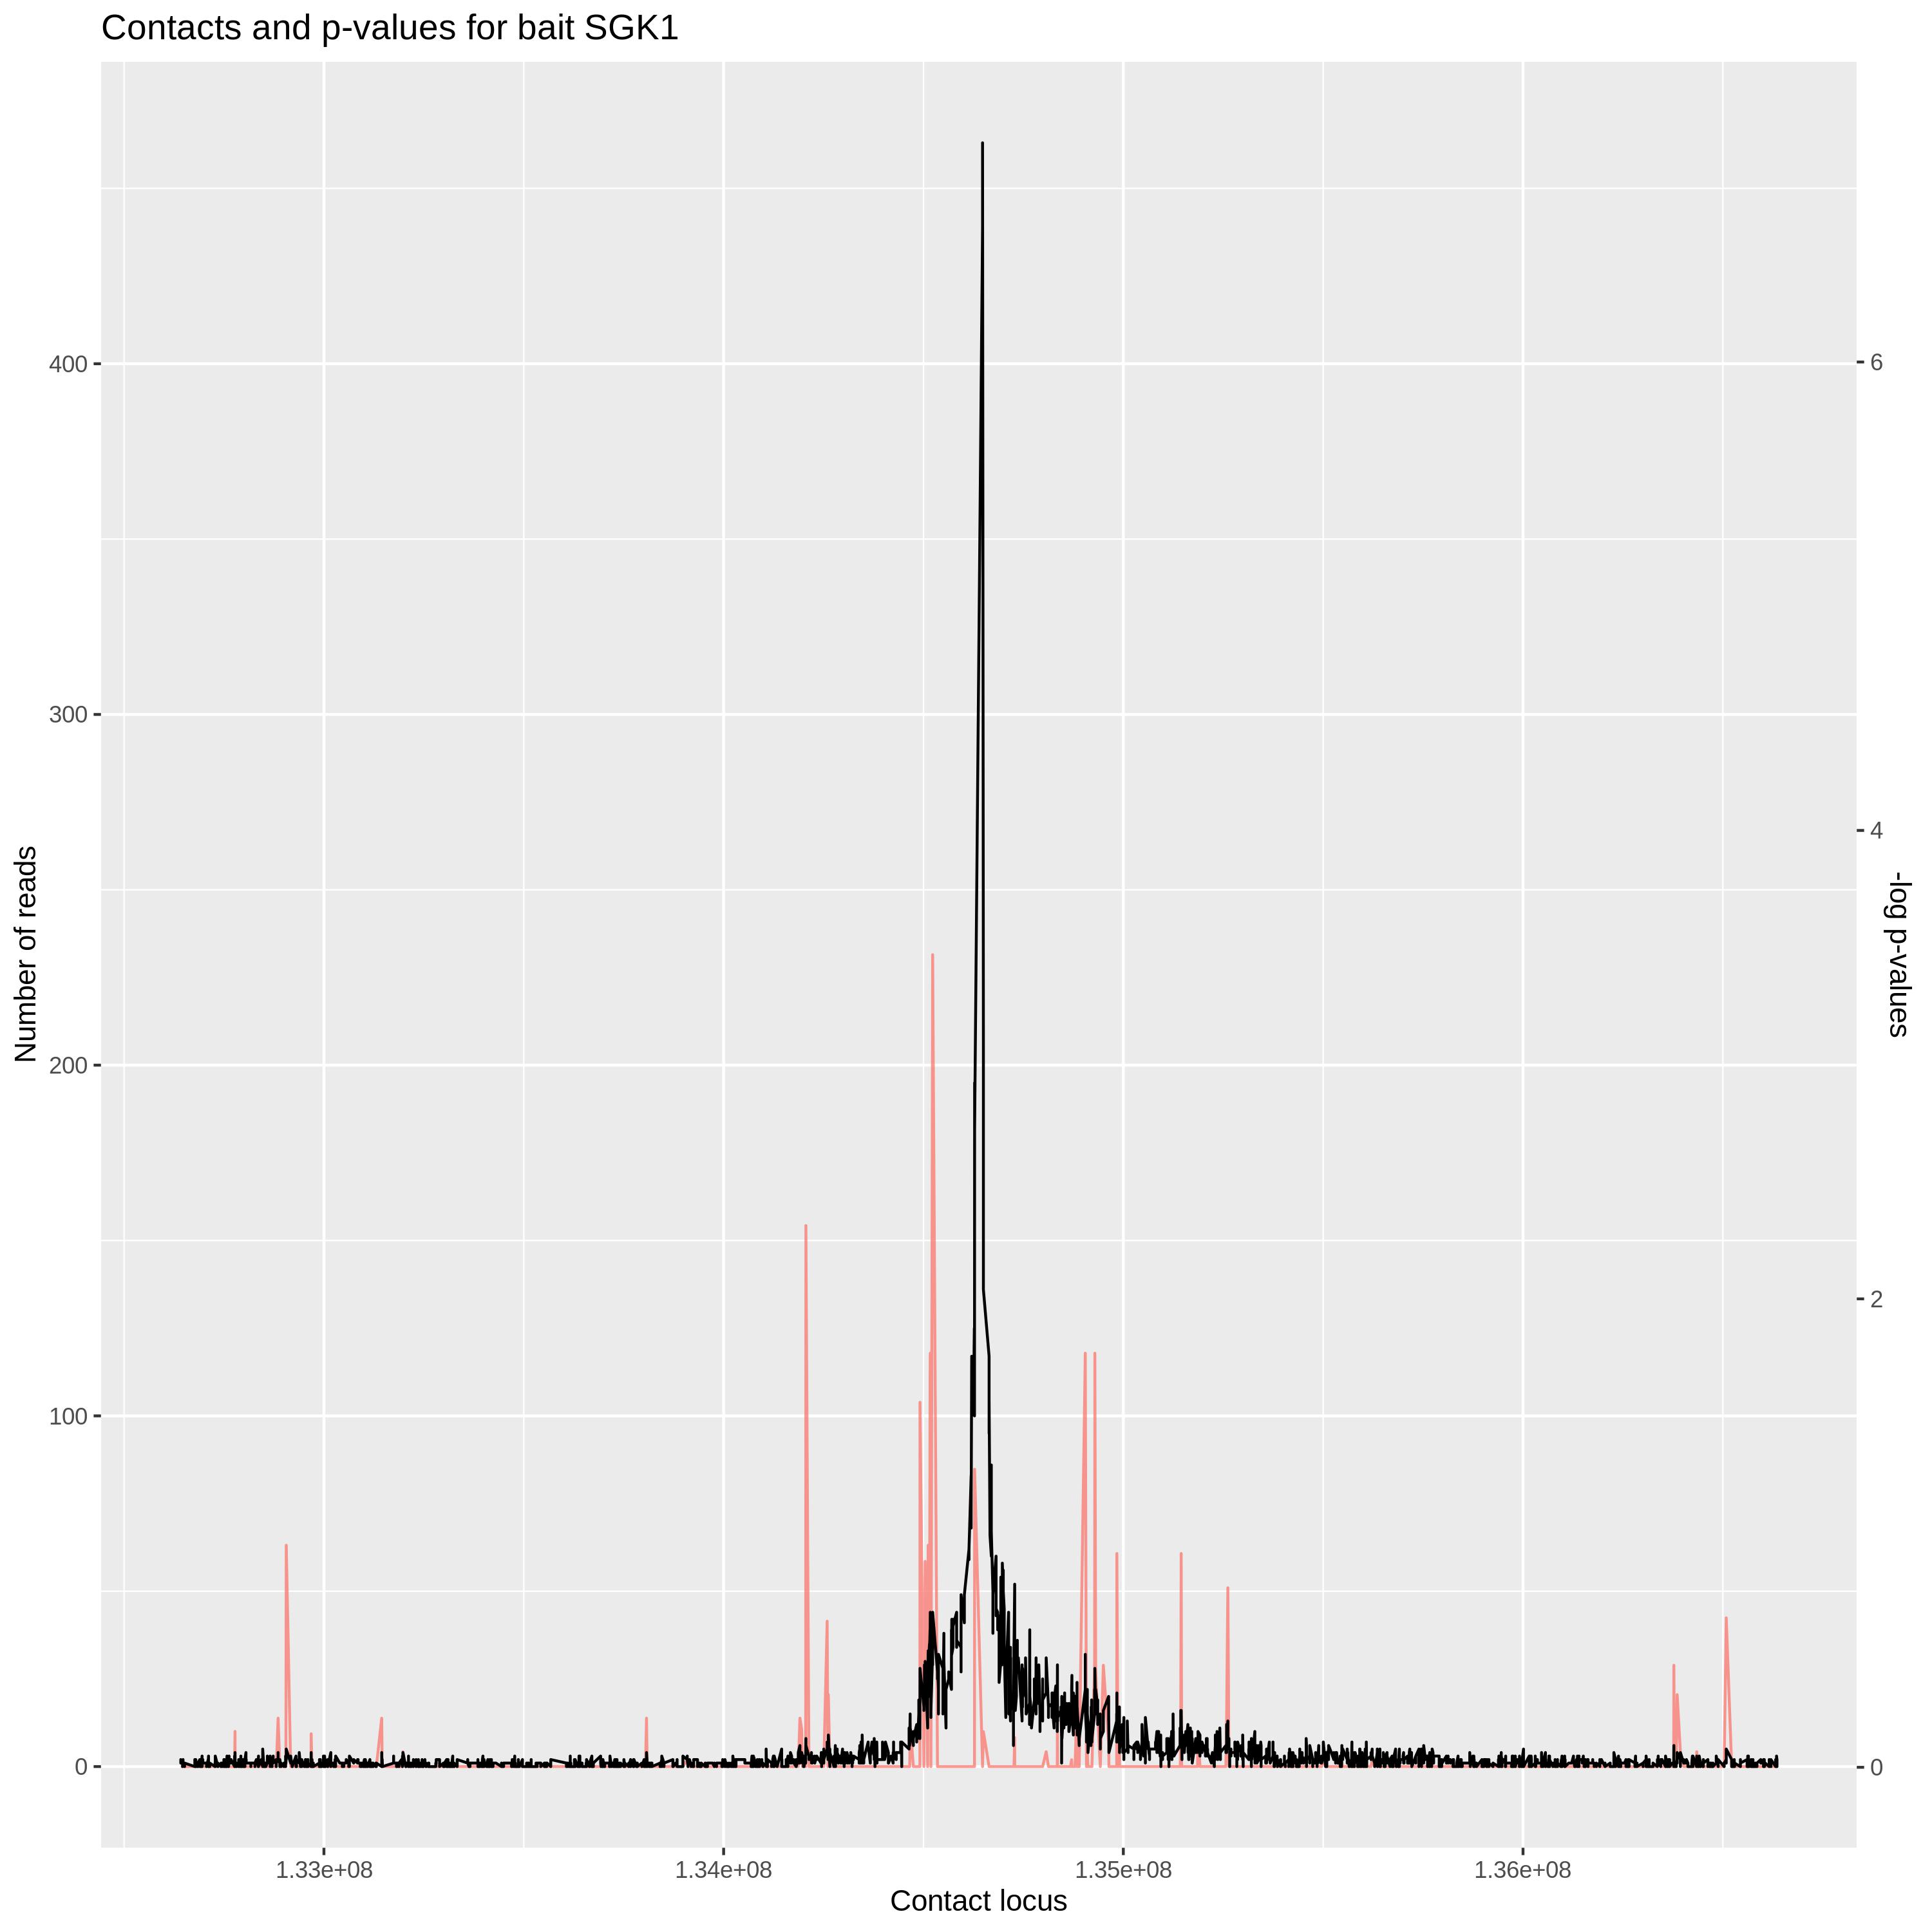 Contacts and p-values for bait SGK1
Number of reads
400
300
200
100
0
6
4
2
0
-log p-values
1.33e+08
1.34e+08
1.35e+08
1.36e+08
Contact locus